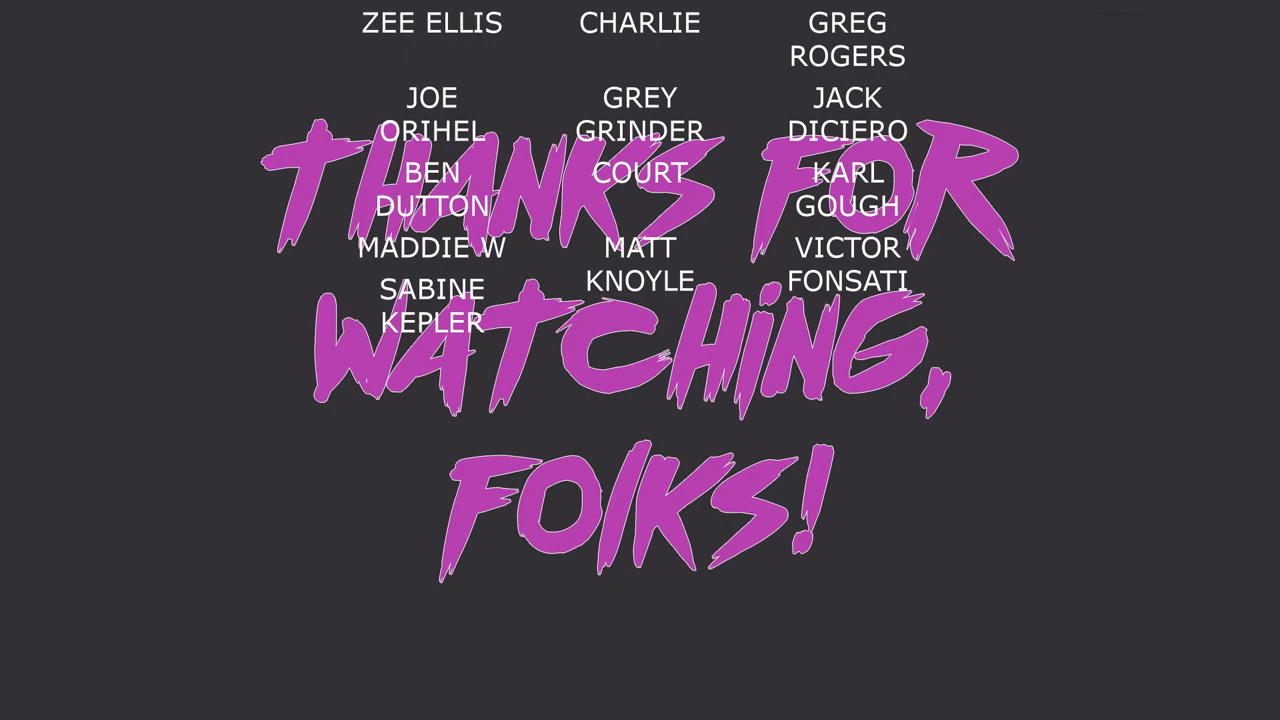 ZEE ELLIS CHARLIE GREG
ROGERS
JOE GREY JACK
ORIHEL GRINDER DICIERO
BEN COURT KARL
DUTTON GOUGH
MADDIE W MATT VICTOR
KNOYLE FONSATI
SABINE
KEPLER
THANKS FOR
WATCHING,
FOLKS!